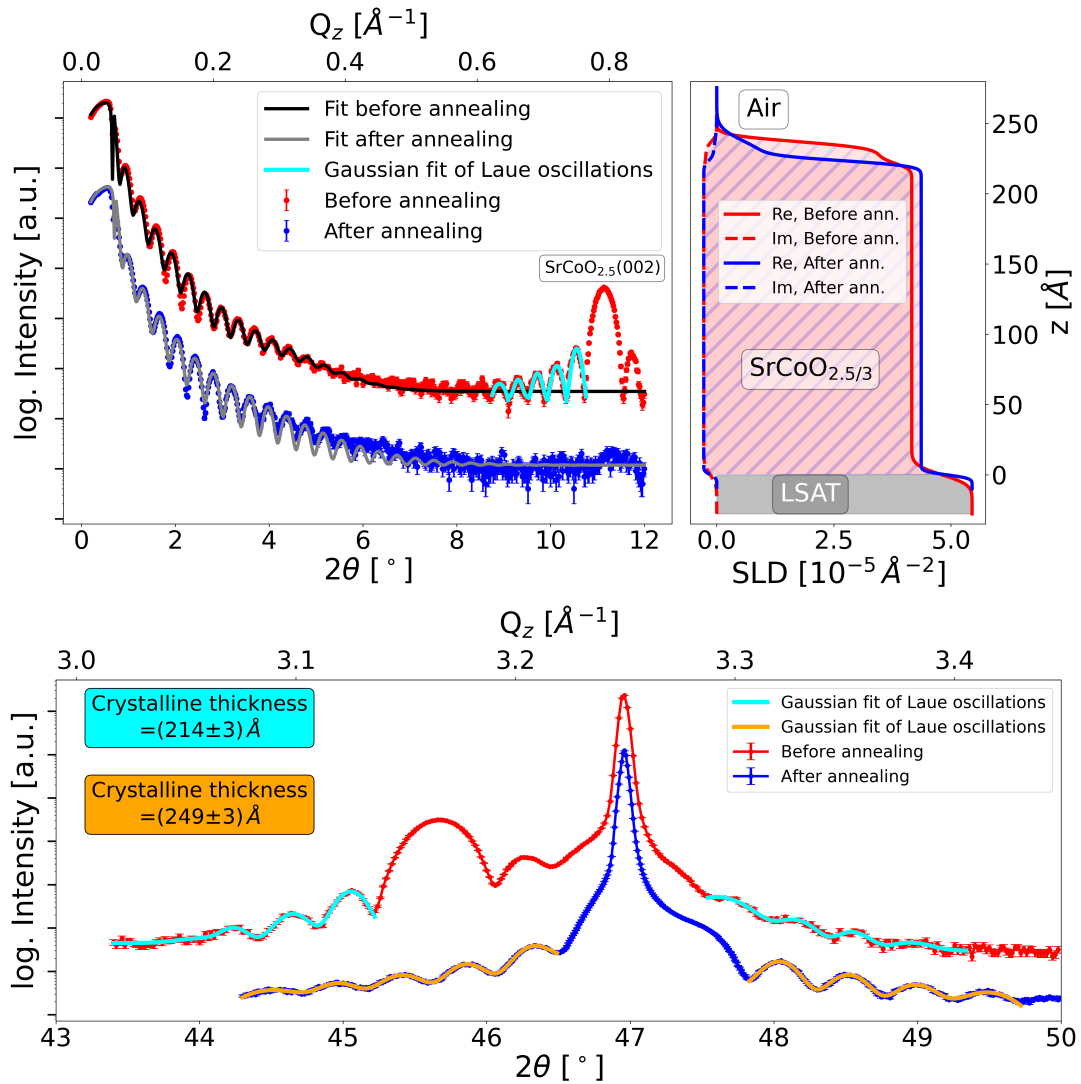 Q_z [Å^−1]
0.0 0.2 0.4 0.6 0.8
log. Intensity [a.u.]
Fit before annealing
Fit after annealing
Gaussian fit of Laue oscillations
Before annealing
After annealing
SrCoO_2.5(002)
0 2 4 6 8 10 12
2θ [°]
Air
Re, Before ann.
Im, Before ann.
Re, After ann.
Im, After ann.
SrCoO_2.5/3
LSAT
250
200
150
100
50
0
z [Å]
0.0 2.5 5.0
SLD [10^−5 Å^−2]
Q_z [Å^−1]
3.0 3.1 3.2 3.3 3.4
log. Intensity [a.u.]
Crystalline thickness
=(214±3) Å
Crystalline thickness
=(249±3) Å
Gaussian fit of Laue oscillations
Gaussian fit of Laue oscillations
Before annealing
After annealing
43 44 45 46 47 48 49 50
2θ [°]